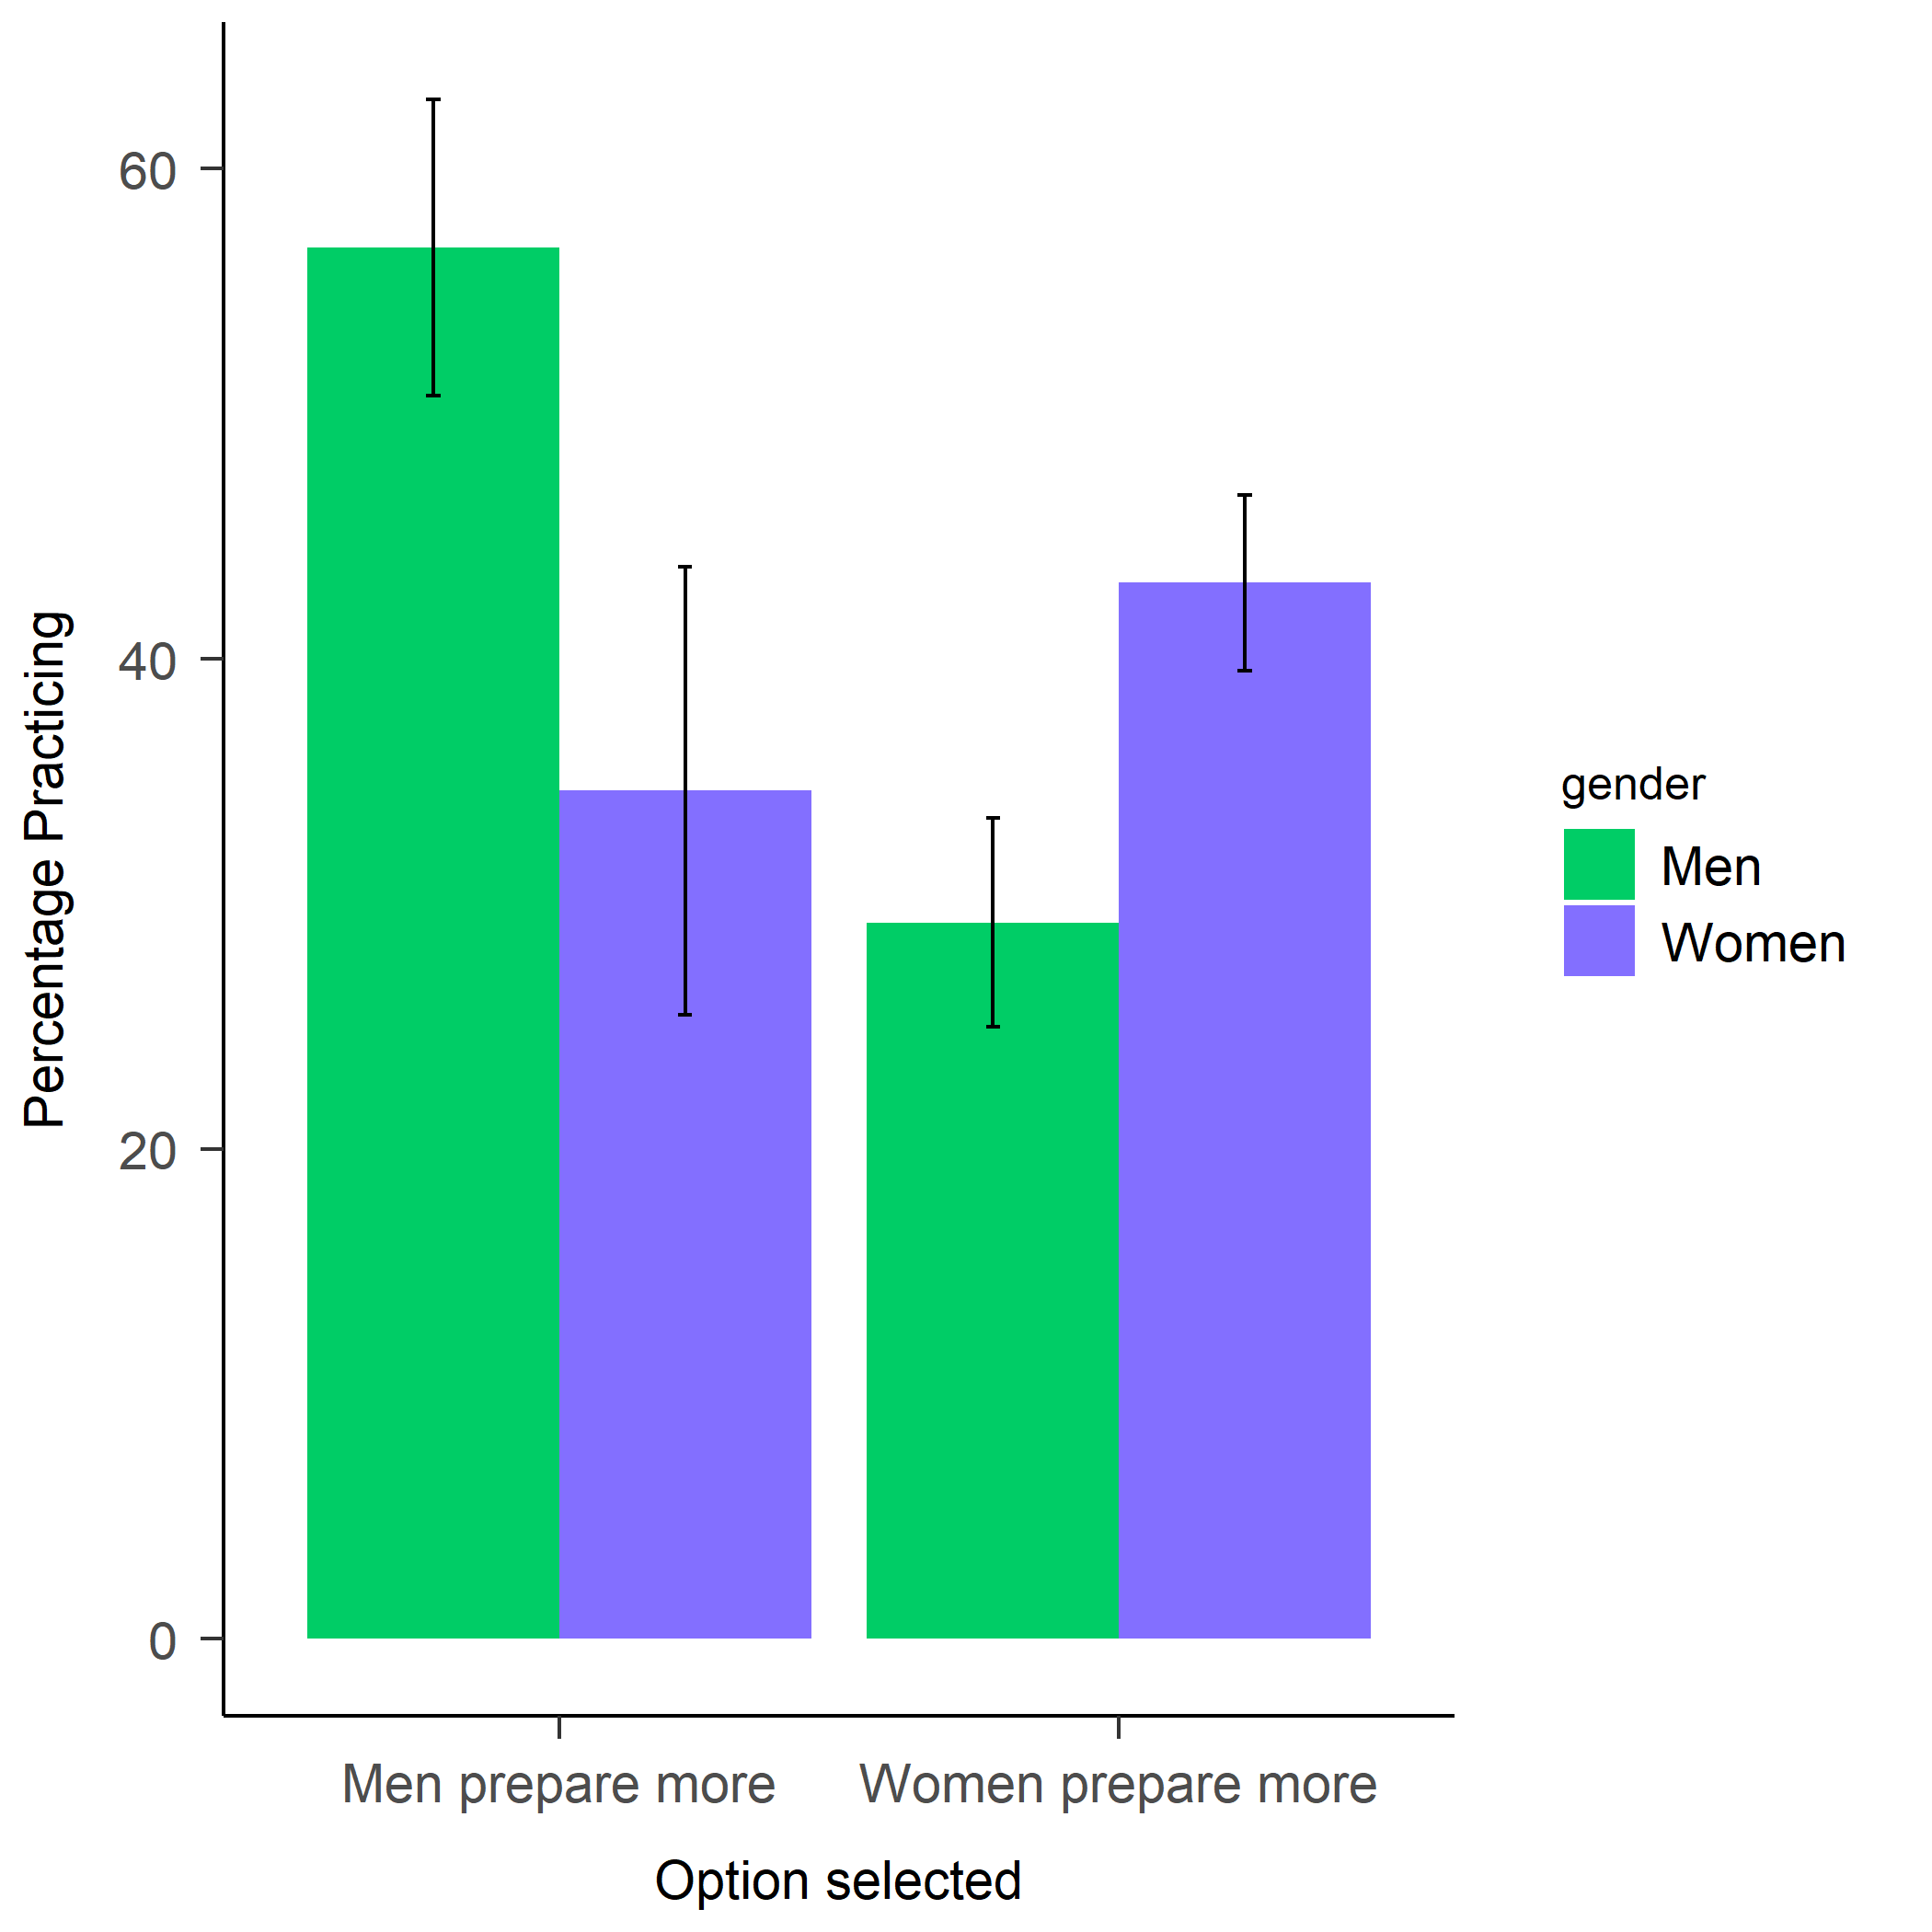 60
40
20
0
Percentage Practicing
Men prepare more
Women prepare more
Option selected
gender
Men
Women